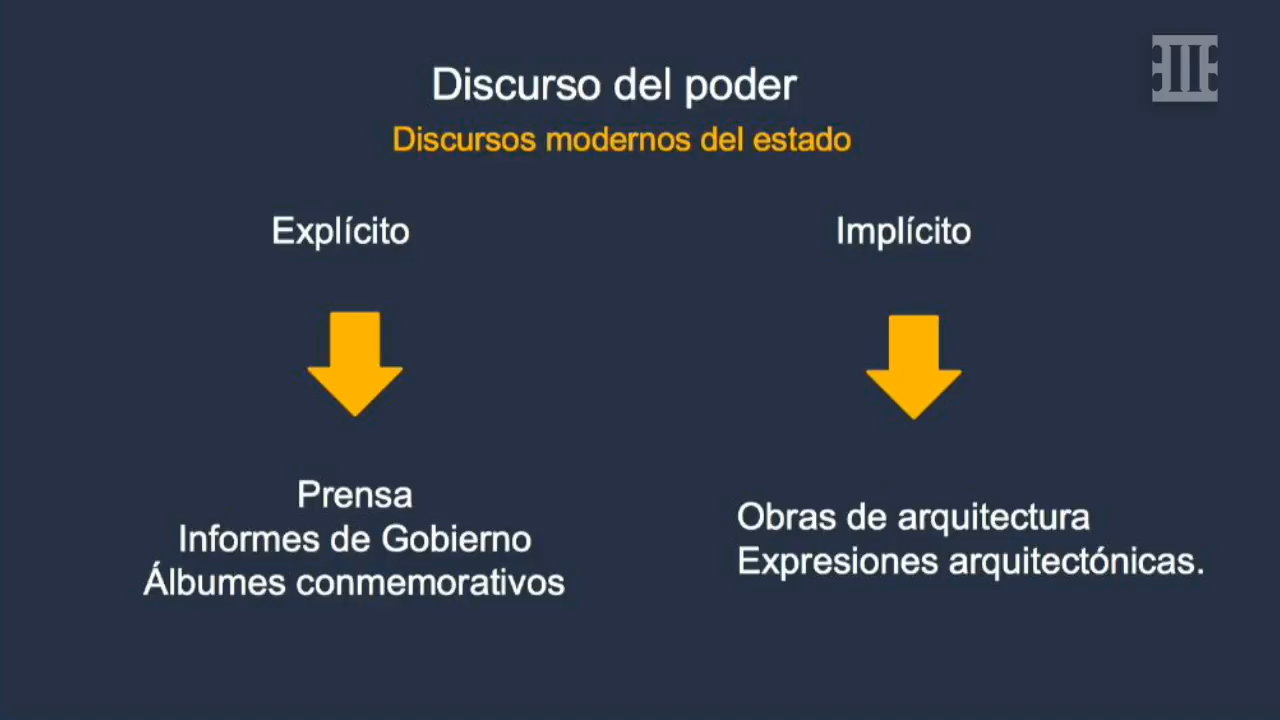 Discurso del poder
Discursos modernos del estado
Explícito
Implícito
Prensa
Informes de Gobierno
Álbumes conmemorativos
Obras de arquitectura
Expresiones arquitectónicas.